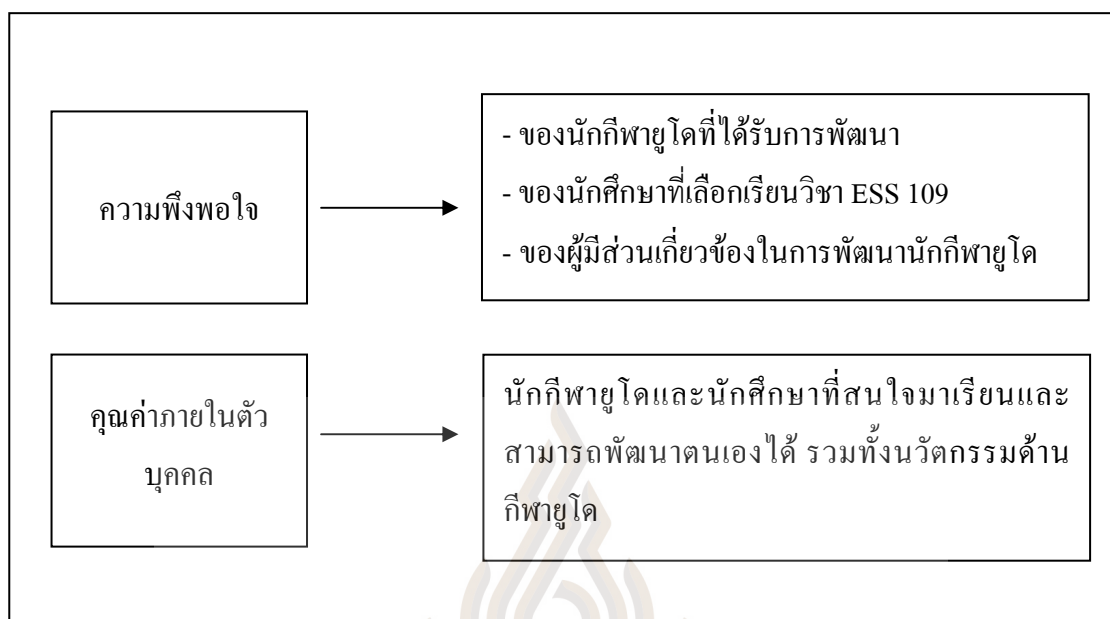 ความพึงพอใจ
- ของนักกีฬายูโดที่ได้รับการพัฒนา
- ของนักศึกษาที่เลือกเรียนวิชา ESS 109
- ของผู้มีส่วนเกี่ยวข้องในการพัฒนานักกีฬายูโด
คุณค่าภายในตัว
บุคคล
นักกีฬายูโดและนักศึกษาที่สนใจมาเรียนและ
สามารถพัฒนาตนเองได้ รวมทั้งนวัตกรรมด้าน
กีฬายูโด